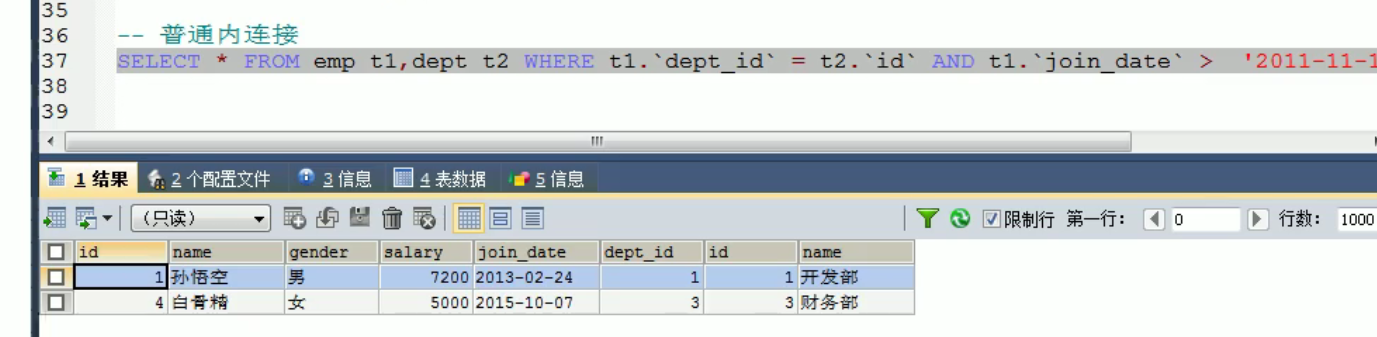 35
36 -- 普通内连接
37 SELECT * FROM emp t1,dept t2 WHERE t1.`dept_id` = t2.`id` AND t1.`join_date` > '2011-11-1
38
39
1 结果 2 个配置文件 3 信息 4 表数据 5 信息
（只读） 限制行 第一行： 0 行数： 1000
id name gender salary join_date dept_id id name
1 孙悟空 男 7200 2013-02-24 1 1 开发部
4 白骨精 女 5000 2015-10-07 3 3 财务部